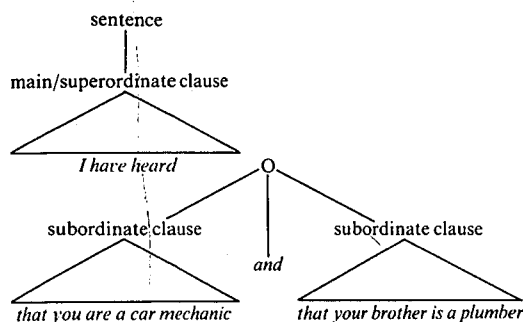 sentence
main/superordinate clause
I have heard
O
subordinate clause
and
subordinate clause
that you are a car mechanic
that your brother is a plumber